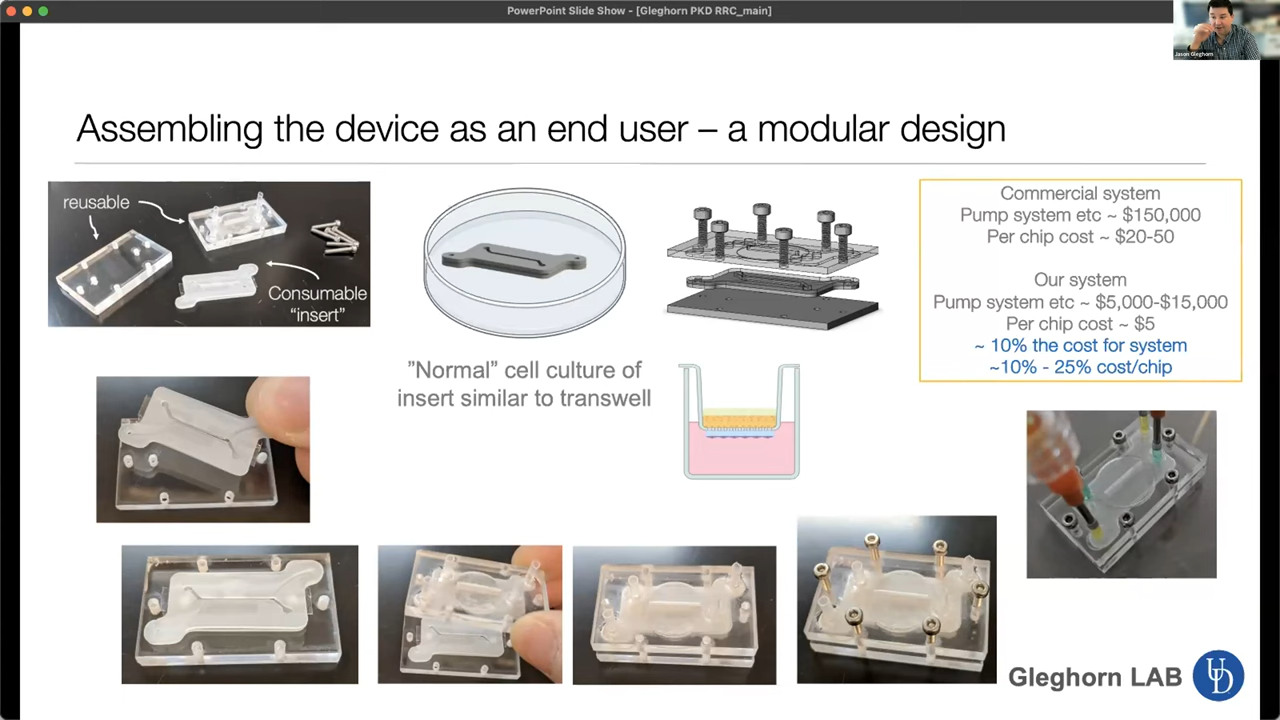 PowerPoint Slide Show - [Gleghorn PKD RRC_main]
Jason Gleghorn
Assembling the device as an end user – a modular design
reusable
Consumable
"insert"
"Normal" cell culture of
insert similar to transwell
Commercial system
Pump system etc ~ $150,000
Per chip cost ~ $20-50
Our system
Pump system etc ~ $5,000-$15,000
Per chip cost ~ $5
~ 10% the cost for system
~10% - 25% cost/chip
Gleghorn LAB
UD